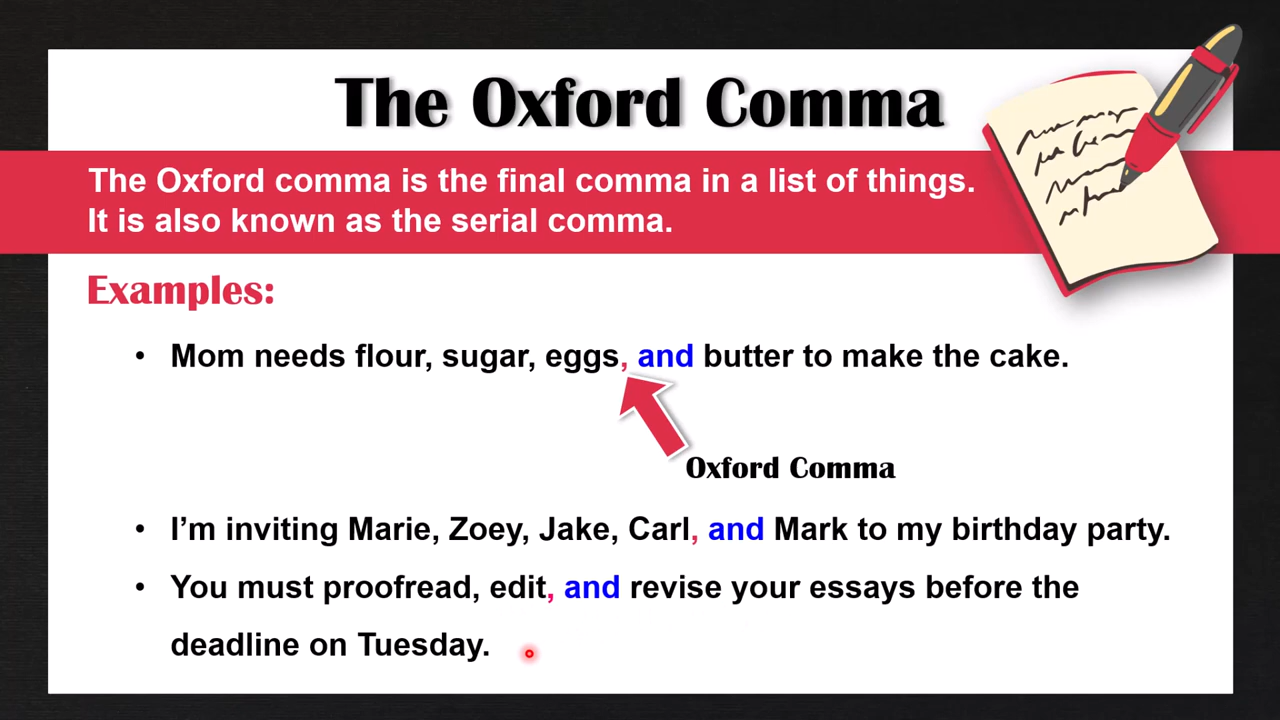 The Oxford Comma
The Oxford comma is the final comma in a list of things.
It is also known as the serial comma.
Examples:
• Mom needs flour, sugar, eggs, and butter to make the cake.
Oxford Comma
• I’m inviting Marie, Zoey, Jake, Carl, and Mark to my birthday party.
• You must proofread, edit, and revise your essays before the
deadline on Tuesday.